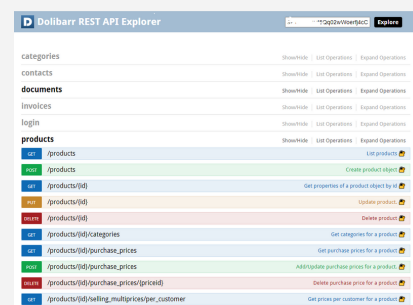 D Dolibarr REST API Explorer Explore
categories Show/Hide | List Operations | Expand Operations
contacts Show/Hide | List Operations | Expand Operations
documents Show/Hide | List Operations | Expand Operations
invoices Show/Hide | List Operations | Expand Operations
login Show/Hide | List Operations | Expand Operations
products Show/Hide | List Operations | Expand Operations
GET /products List products
POST /products Create product object
GET /products/{id} Get properties of a product object by id
PUT /products/{id} Update product.
DELETE /products/{id} Delete product
GET /products/{id}/categories Get categories for a product
GET /products/{id}/purchase_prices Get purchase prices for a product
POST /products/{id}/purchase_prices Add/Update purchase prices for a product.
DELETE /products/{id}/purchase_prices/{priceid} Delete purchase price for a product
GET /products/{id}/selling_multiprices/per_customer Get prices per customer for a product